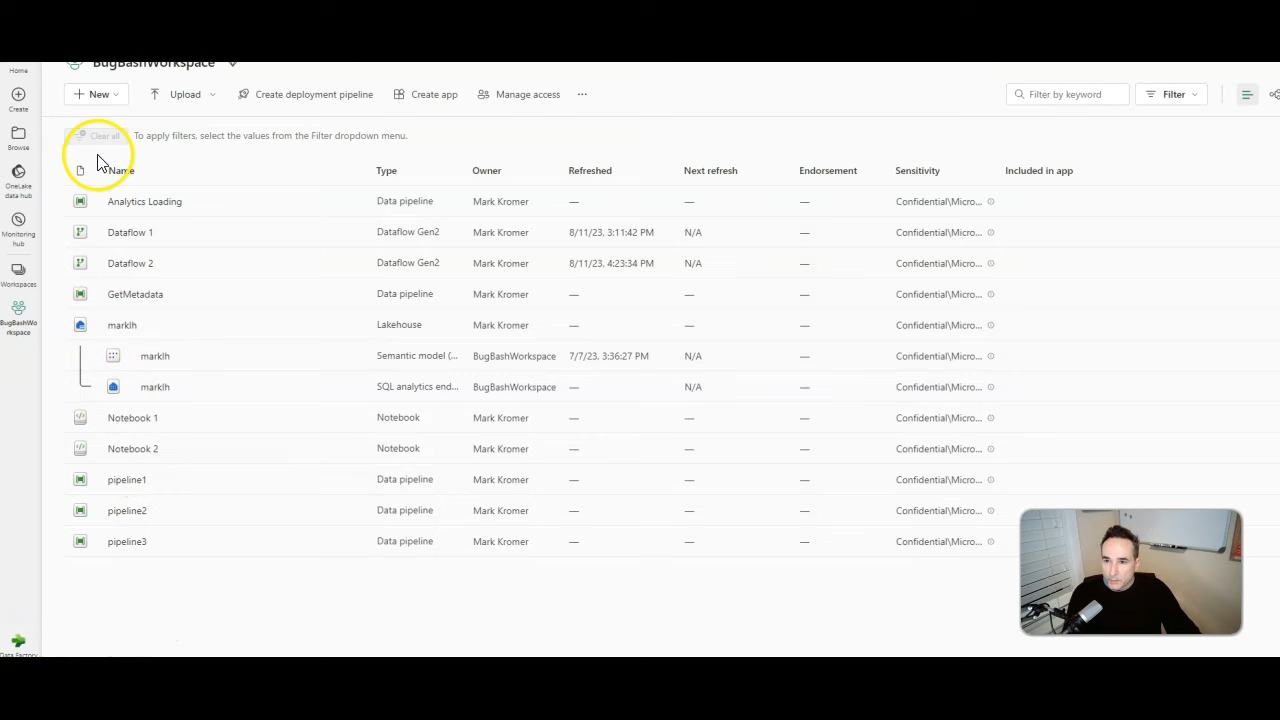 BugBashWorkspace
Home
New
Upload
Create deployment pipeline
Create app
Manage access
...
Filter by keyword
Filter
Create
Clear all
To apply filters, select the values from the Filter dropdown menu.
Browse
Name Type Owner Refreshed Next refresh Endorsement Sensitivity Included in app
OneLake
data hub
Analytics Loading Data pipeline Mark Kromer — — — Confidential\Micro...
Dataflow 1 Dataflow Gen2 Mark Kromer 8/11/23, 3:11:42 PM N/A — Confidential\Micro...
Monitoring
hub
Dataflow 2 Dataflow Gen2 Mark Kromer 8/11/23, 4:23:34 PM N/A — Confidential\Micro...
Workspaces
GetMetadata Data pipeline Mark Kromer — — — Confidential\Micro...
BugBashWo
rkspace
marklh Lakehouse Mark Kromer — — — Confidential\Micro...
marklh Semantic model (... BugBashWorkspace 7/7/23, 3:36:27 PM N/A — Confidential\Micro...
marklh SQL analytics end... BugBashWorkspace — N/A — Confidential\Micro...
Notebook 1 Notebook Mark Kromer — — — Confidential\Micro...
Notebook 2 Notebook Mark Kromer — — — Confidential\Micro...
pipeline1 Data pipeline Mark Kromer — — — Confidential\Micro...
pipeline2 Data pipeline Mark Kromer — — — Confidential\Micro...
pipeline3 Data pipeline Mark Kromer — — — Confidential\Micro...
Data Factory